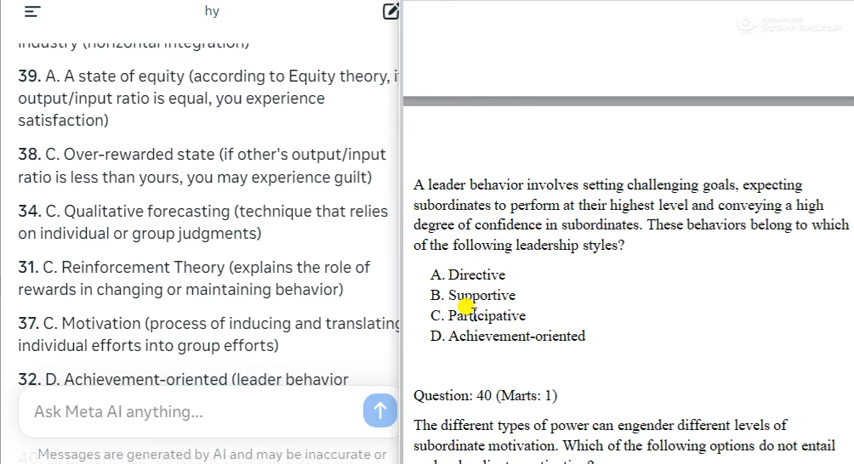 hy
industry (horizontal integration)
39. A. A state of equity (according to Equity theory, i
output/input ratio is equal, you experience
satisfaction)
38. C. Over-rewarded state (if other's output/input
ratio is less than yours, you may experience guilt)
34. C. Qualitative forecasting (technique that relies
on individual or group judgments)
31. C. Reinforcement Theory (explains the role of
rewards in changing or maintaining behavior)
37. C. Motivation (process of inducing and translating
individual efforts into group efforts)
32. D. Achievement-oriented (leader behavior
Ask Meta AI anything...
Messages are generated by AI and may be inaccurate or
Screen Recorder
A leader behavior involves setting challenging goals, expecting
subordinates to perform at their highest level and conveying a high
degree of confidence in subordinates. These behaviors belong to which
of the following leadership styles?
A. Directive
B. Supportive
C. Participative
D. Achievement-oriented
Question: 40 (Marts: 1)
The different types of power can engender different levels of
subordinate motivation. Which of the following options do not entail